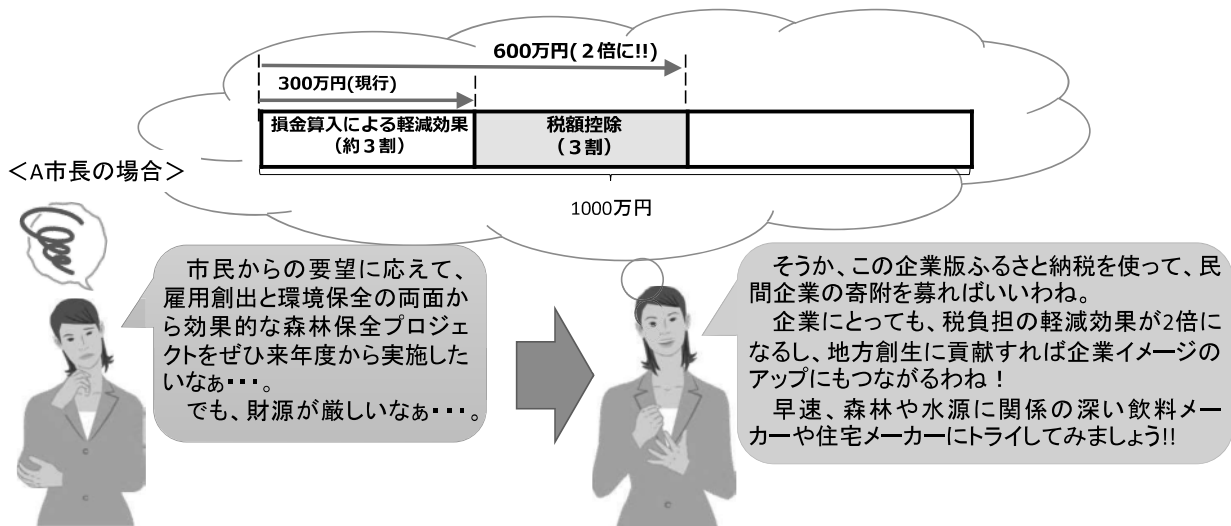 600万円(２倍に!!)
300万円(現行)
損金算入による軽減効果
（約３割）
税額控除
（３割）
1000万円
＜A市長の場合＞
市民からの要望に応えて、
雇用創出と環境保全の両面か
ら効果的な森林保全プロジェ
クトをぜひ来年度から実施した
いなぁ･･･。
でも、財源が厳しいなぁ･･･。
そうか、この企業版ふるさと納税を使って、民
間企業の寄附を募ればいいわね。
企業にとっても、税負担の軽減効果が2倍に
なるし、地方創生に貢献すれば企業イメージの
アップにもつながるわね！
早速、森林や水源に関係の深い飲料メー
カーや住宅メーカーにトライしてみましょう!!